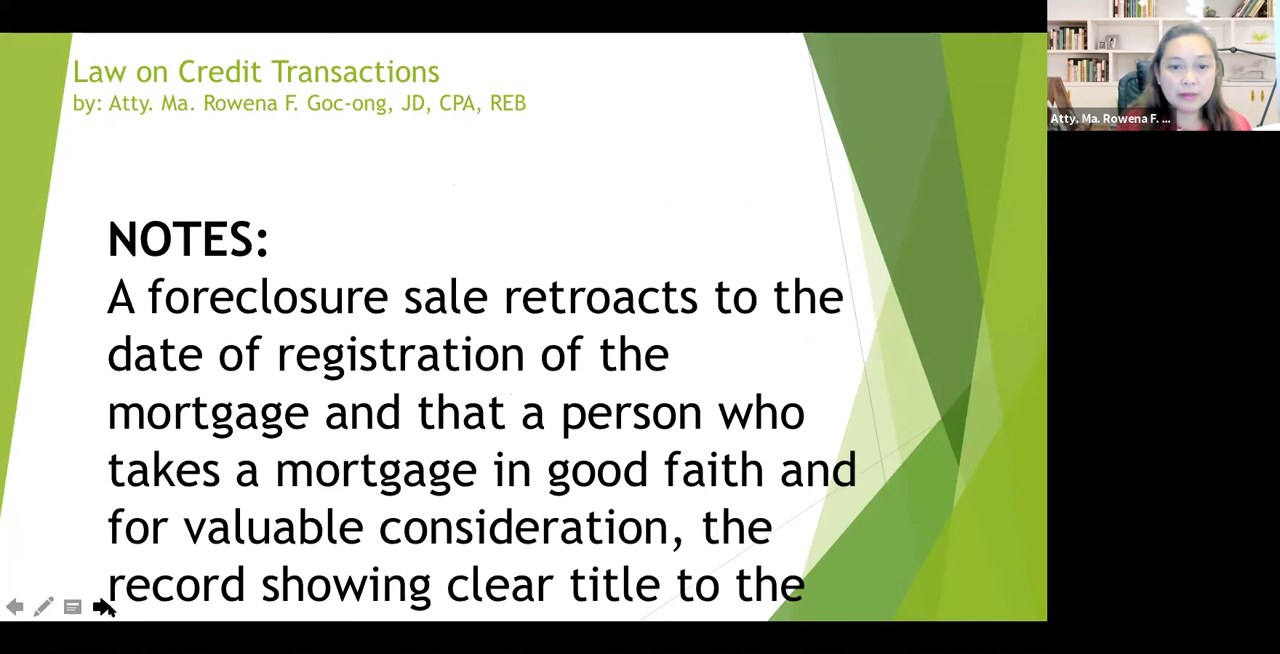 Law on Credit Transactions
by: Atty. Ma. Rowena F. Goc-ong, JD, CPA, REB
Atty. Ma. Rowena F. ...
NOTES:
A foreclosure sale retroacts to the
date of registration of the
mortgage and that a person who
takes a mortgage in good faith and
for valuable consideration, the
record showing clear title to the